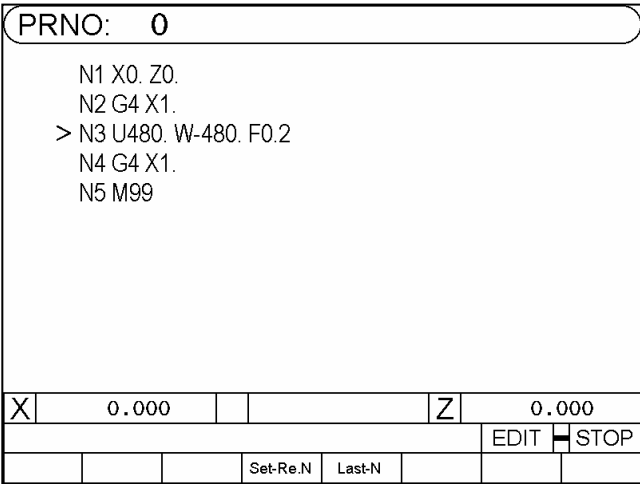 PRNO: 0
N1 X0. Z0.
N2 G4 X1.
> N3 U480. W-480. F0.2
N4 G4 X1.
N5 M99
X 0.000 Z 0.000
EDIT STOP
Set-Re.N Last-N